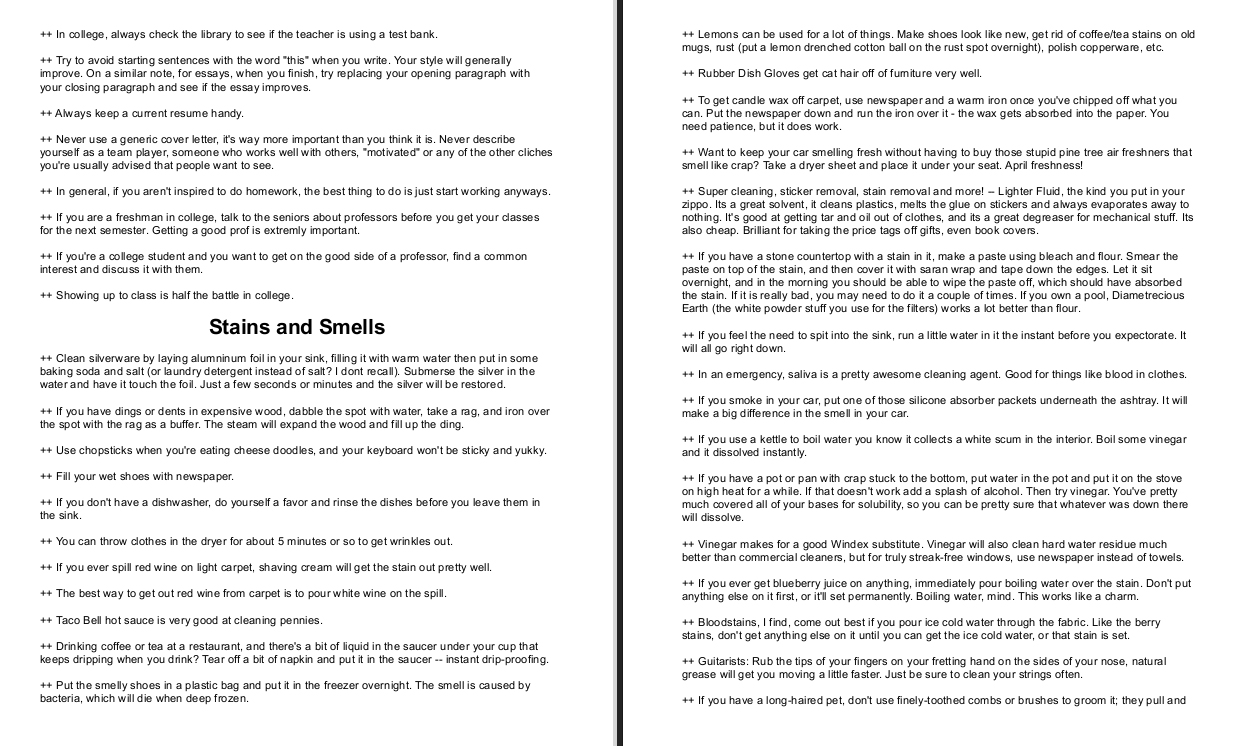 ++ In college, always check the library to see if the teacher is using a test bank.
++ Try to avoid starting sentences with the word "this" when you write. Your style will generally
improve. On a similar note, for essays, when you finish, try replacing your opening paragraph with
your closing paragraph and see if the essay improves.
++ Always keep a current resume handy.
++ Never use a generic cover letter, it's way more important than you think it is. Never describe
yourself as a team player, someone who works well with others, "motivated" or any of the other cliches
you're usually advised that people want to see.
++ In general, if you aren't inspired to do homework, the best thing to do is just start working anyways.
++ If you are a freshman in college, talk to the seniors about professors before you get your classes
for the next semester. Getting a good prof is extremly important.
++ If you're a college student and you want to get on the good side of a professor, find a common
interest and discuss it with them.
++ Showing up to class is half the battle in college.
Stains and Smells
++ Clean silverware by laying alumninum foil in your sink, filling it with warm water then put in some
baking soda and salt (or laundry detergent instead of salt? I dont recall). Submerse the silver in the
water and have it touch the foil. Just a few seconds or minutes and the silver will be restored.
++ If you have dings or dents in expensive wood, dabble the spot with water, take a rag, and iron over
the spot with the rag as a buffer. The steam will expand the wood and fill up the ding.
++ Use chopsticks when you're eating cheese doodles, and your keyboard won't be sticky and yukky.
++ Fill your wet shoes with newspaper.
++ If you don't have a dishwasher, do yourself a favor and rinse the dishes before you leave them in
the sink.
++ You can throw clothes in the dryer for about 5 minutes or so to get wrinkles out.
++ If you ever spill red wine on light carpet, shaving cream will get the stain out pretty well.
++ The best way to get out red wine from carpet is to pour white wine on the spill.
++ Taco Bell hot sauce is very good at cleaning pennies.
++ Drinking coffee or tea at a restaurant, and there's a bit of liquid in the saucer under your cup that
keeps dripping when you drink? Tear off a bit of napkin and put it in the saucer -- instant drip-proofing.
++ Put the smelly shoes in a plastic bag and put it in the freezer overnight. The smell is caused by
bacteria, which will die when deep frozen.
++ Lemons can be used for a lot of things. Make shoes look like new, get rid of coffee/tea stains on old
mugs, rust (put a lemon drenched cotton ball on the rust spot overnight), polish copperware, etc.
++ Rubber Dish Gloves get cat hair off of furniture very well.
++ To get candle wax off carpet, use newspaper and a warm iron once you've chipped off what you
can. Put the newspaper down and run the iron over it - the wax gets absorbed into the paper. You
need patience, but it does work.
++ Want to keep your car smelling fresh without having to buy those stupid pine tree air freshners that
smell like crap? Take a dryer sheet and place it under your seat. April freshness!
++ Super cleaning, sticker removal, stain removal and more! – Lighter Fluid, the kind you put in your
zippo. Its a great solvent, it cleans plastics, melts the glue on stickers and always evaporates away to
nothing. It's good at getting tar and oil out of clothes, and its a great degreaser for mechanical stuff. Its
also cheap. Brilliant for taking the price tags off gifts, even book covers.
++ If you have a stone countertop with a stain in it, make a paste using bleach and flour. Smear the
paste on top of the stain, and then cover it with saran wrap and tape down the edges. Let it sit
overnight, and in the morning you should be able to wipe the paste off, which should have absorbed
the stain. If it is really bad, you may need to do it a couple of times. If you own a pool, Diametrecious
Earth (the white powder stuff you use for the filters) works a lot better than flour.
++ If you feel the need to spit into the sink, run a little water in it the instant before you expectorate. It
will all go right down.
++ In an emergency, saliva is a pretty awesome cleaning agent. Good for things like blood in clothes.
++ If you smoke in your car, put one of those silicone absorber packets underneath the ashtray. It will
make a big difference in the smell in your car.
++ If you use a kettle to boil water you know it collects a white scum in the interior. Boil some vinegar
and it dissolved instantly.
++ If you have a pot or pan with crap stuck to the bottom, put water in the pot and put it on the stove
on high heat for a while. If that doesn't work add a splash of alcohol. Then try vinegar. You've pretty
much covered all of your bases for solubility, so you can be pretty sure that whatever was down there
will dissolve.
++ Vinegar makes for a good Windex substitute. Vinegar will also clean hard water residue much
better than commercial cleaners, but for truly streak-free windows, use newspaper instead of towels.
++ If you ever get blueberry juice on anything, immediately pour boiling water over the stain. Don't put
anything else on it first, or it'll set permanently. Boiling water, mind. This works like a charm.
++ Bloodstains, I find, come out best if you pour ice cold water through the fabric. Like the berry
stains, don't get anything else on it until you can get the ice cold water, or that stain is set.
++ Guitarists: Rub the tips of your fingers on your fretting hand on the sides of your nose, natural
grease will get you moving a little faster. Just be sure to clean your strings often.
++ If you have a long-haired pet, don't use finely-toothed combs or brushes to groom it; they pull and